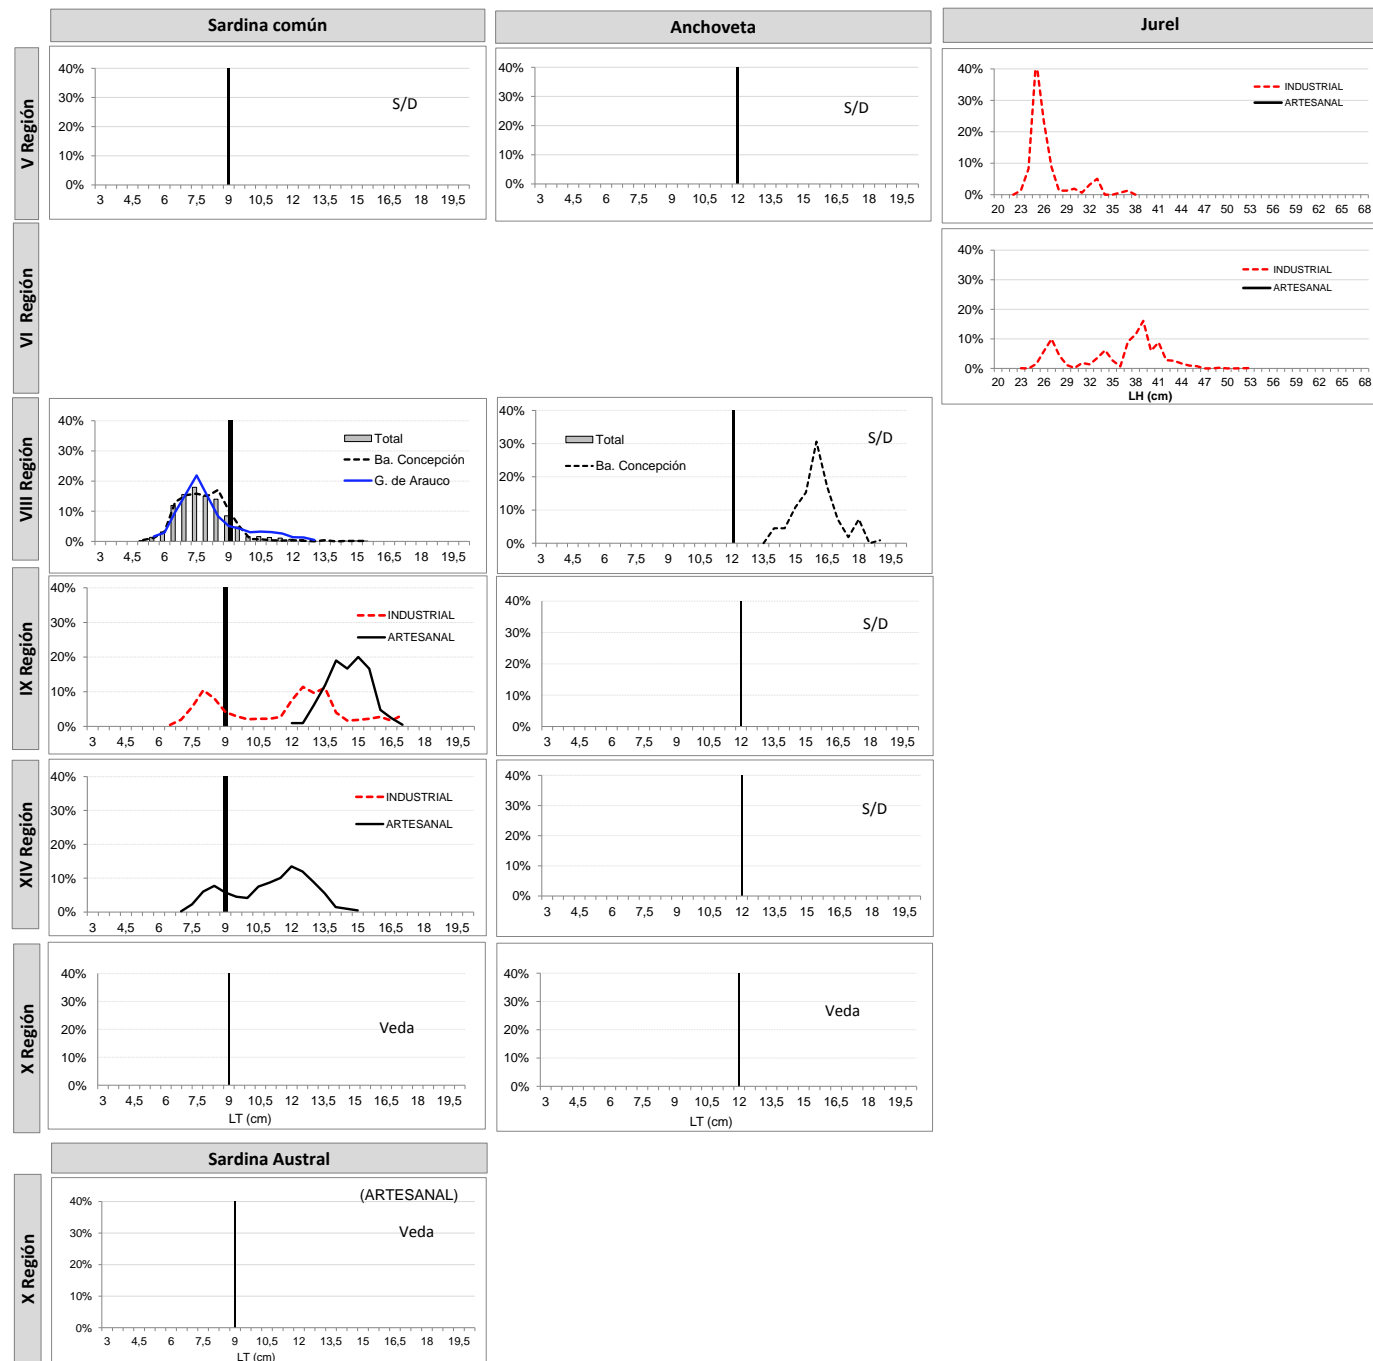 Sardina común
Anchoveta
Jurel
V Región
40%
30%
20%
10%
0%
S/D
3 4,5 6 7,5 9 10,5 12 13,5 15 16,5 18 19,5
40%
30%
20%
10%
0%
S/D
3 4,5 6 7,5 9 10,5 12 13,5 15 16,5 18 19,5
40%
30%
20%
10%
0%
INDUSTRIAL
ARTESANAL
20 23 26 29 32 35 38 41 44 47 50 53 56 59 62 65 68
VI Región
40%
30%
20%
10%
0%
INDUSTRIAL
ARTESANAL
20 23 26 29 32 35 38 41 44 47 50 53 56 59 62 65 68
LH (cm)
VIII Región
40%
30%
20%
10%
0%
Total
Ba. Concepción
G. de Arauco
3 4,5 6 7,5 9 10,5 12 13,5 15 16,5 18 19,5
40%
30%
20%
10%
0%
Total
Ba. Concepción
S/D
3 4,5 6 7,5 9 10,5 12 13,5 15 16,5 18 19,5
IX Región
40%
30%
20%
10%
0%
INDUSTRIAL
ARTESANAL
3 4,5 6 7,5 9 10,5 12 13,5 15 16,5 18 19,5
40%
30%
20%
10%
0%
S/D
3 4,5 6 7,5 9 10,5 12 13,5 15 16,5 18 19,5
XIV Región
40%
30%
20%
10%
0%
INDUSTRIAL
ARTESANAL
3 4,5 6 7,5 9 10,5 12 13,5 15 16,5 18 19,5
40%
30%
20%
10%
0%
S/D
3 4,5 6 7,5 9 10,5 12 13,5 15 16,5 18 19,5
X Región
40%
30%
20%
10%
0%
Veda
3 4,5 6 7,5 9 10,5 12 13,5 15 16,5 18 19,5
LT (cm)
40%
30%
20%
10%
0%
Veda
3 4,5 6 7,5 9 10,5 12 13,5 15 16,5 18 19,5
LT (cm)
Sardina Austral
X Región
(ARTESANAL)
40%
30%
20%
10%
0%
Veda
3 4,5 6 7,5 9 10,5 12 13,5 15 16,5 18 19,5
LT (cm)